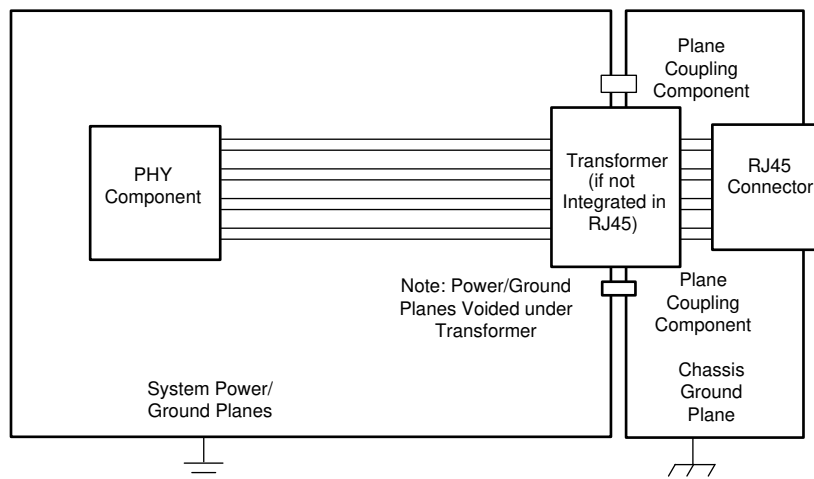 Plane
Coupling
Component
PHY
Component
Transformer
(if not
Integrated in
RJ45)
RJ45
Connector
Note: Power/Ground
Planes Voided under
Transformer
Plane
Coupling
Component
System Power/
Ground Planes
Chassis
Ground
Plane